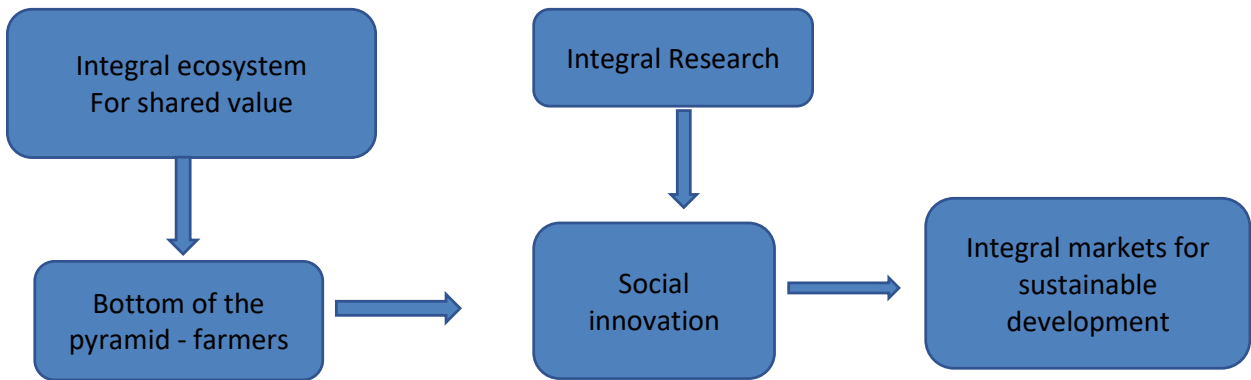 Integral ecosystem
For shared value
Integral Research
Bottom of the
pyramid - farmers
Social
innovation
Integral markets for
sustainable
development